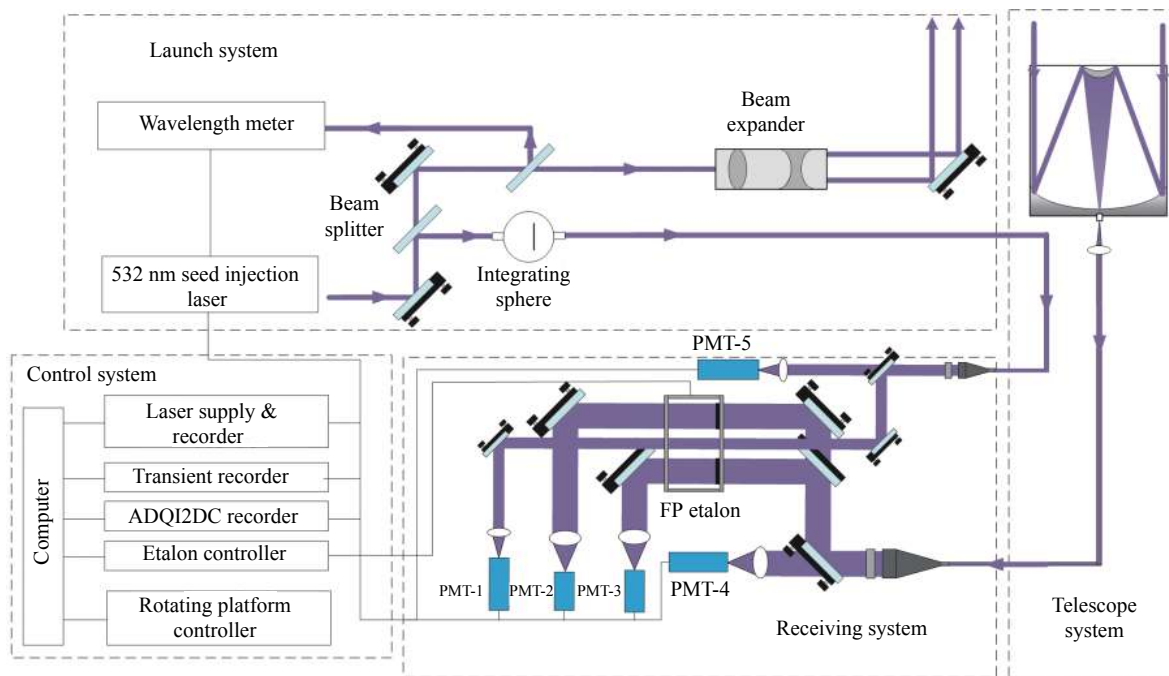 Launch system
Wavelength meter
Beam
expander
Beam
splitter
532 nm seed injection
laser
Integrating
sphere
PMT-5
Control system
Laser supply &
recorder
Transient recorder
ADQI2DC recorder
Etalon controller
Rotating platform
controller
Computer
FP etalon
PMT-1
PMT-2
PMT-3
PMT-4
Receiving system
Telescope
system